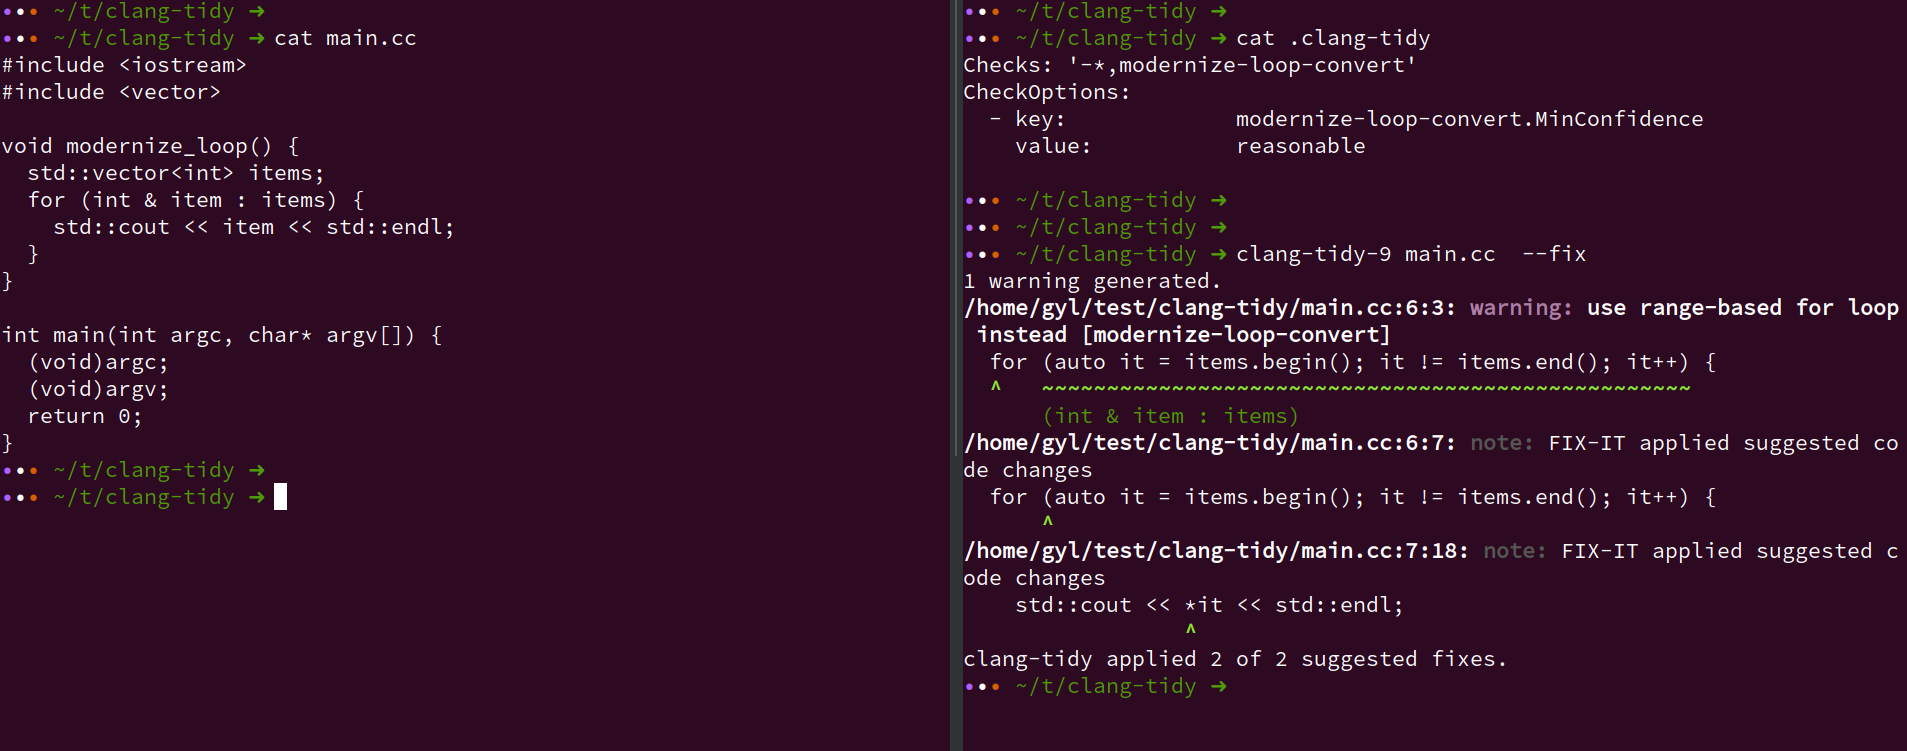 ••• ~/t/clang-tidy ➜
••• ~/t/clang-tidy ➜ cat main.cc
#include <iostream>
#include <vector>

void modernize_loop() {
  std::vector<int> items;
  for (int & item : items) {
    std::cout << item << std::endl;
  }
}

int main(int argc, char* argv[]) {
  (void)argc;
  (void)argv;
  return 0;
}
••• ~/t/clang-tidy ➜
••• ~/t/clang-tidy ➜
••• ~/t/clang-tidy ➜
••• ~/t/clang-tidy ➜ cat .clang-tidy
Checks: '-*,modernize-loop-convert'
CheckOptions:
  - key:             modernize-loop-convert.MinConfidence
    value:           reasonable

••• ~/t/clang-tidy ➜
••• ~/t/clang-tidy ➜
••• ~/t/clang-tidy ➜ clang-tidy-9 main.cc  --fix
1 warning generated.
/home/gyl/test/clang-tidy/main.cc:6:3: warning: use range-based for loop
 instead [modernize-loop-convert]
  for (auto it = items.begin(); it != items.end(); it++) {
  ^   ~~~~~~~~~~~~~~~~~~~~~~~~~~~~~~~~~~~~~~~~~~~~~~~~~~
      (int & item : items)
/home/gyl/test/clang-tidy/main.cc:6:7: note: FIX-IT applied suggested co
de changes
  for (auto it = items.begin(); it != items.end(); it++) {
      ^
/home/gyl/test/clang-tidy/main.cc:7:18: note: FIX-IT applied suggested c
ode changes
    std::cout << *it << std::endl;
                 ^
clang-tidy applied 2 of 2 suggested fixes.
••• ~/t/clang-tidy ➜